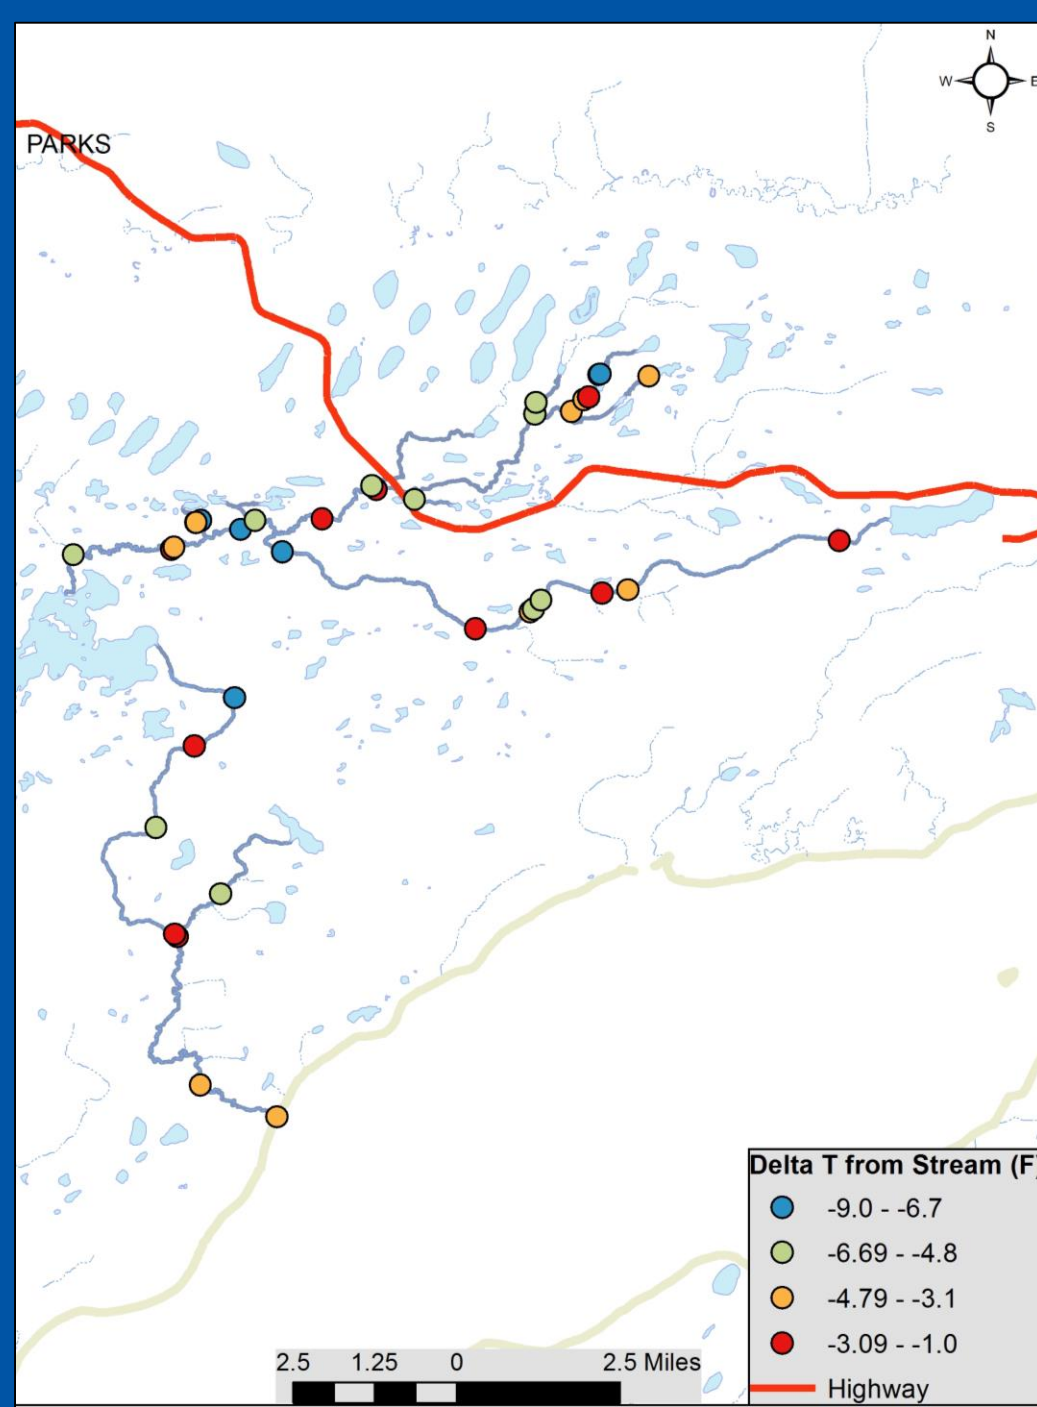 N
W E
S
PARKS
Delta T from Stream (F)
-9.0 - -6.7
-6.69 - -4.8
-4.79 - -3.1
-3.09 - -1.0
Highway
2.5 1.25 0 2.5 Miles